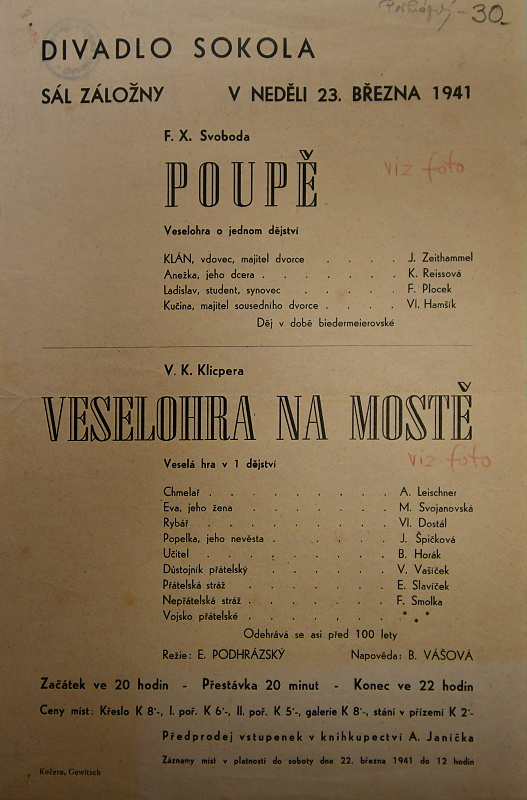 30.-
DIVADLO SOKOLA
SÁL ZÁLOŽNY V NEDĚLI 23. BŘEZNA 1941
F. X. Svoboda
POUPĚ
viz foto
Veselohra o jednom dějství
KLÁN, vdovec, majitel dvorce . . . . J. Zeithammel
Anežka, jeho dcera . . . . . . . K. Reissová
Ladislav, student, synovec . . . . . F. Plocek
Kučina, majitel sousedního dvorce . . . . Vl. Hamšík
Děj v době biedermeierovské
V. K. Klicpera
VESELOHRA NA MOSTĚ
viz foto
Veselá hra v 1 dějství
Chmelař . . . . . . . . . A. Leischner
Eva, jeho žena . . . . . . . . M. Svojanovská
Rybář . . . . . . . . . Vl. Dostál
Popelka, jeho nevěsta . . . . . . . J. Špičková
Učitel . . . . . . . . . B. Horák
Důstojník přátelský . . . . . . . V. Vašíček
Přátelská stráž . . . . . . . E. Slavíček
Nepřátelská stráž . . . . . . . F. Smolka
Vojsko přátelské . . . . . . . * * *
Odehrává se asi před 100 lety
Režie: E. PODHRÁZSKÝ Napověda: B. VÁŠOVÁ
Začátek ve 20 hodin - Přestávka 20 minut - Konec ve 22 hodin
Ceny míst: Křeslo K 8·-, I. poř. K 6·-, II. poř. K 5·-, galerie K 8·-, stání v přízemí K 2·-
Předprodej vstupenek v knihkupectví A. Janíčka
Záznamy míst v platnosti do soboty dne 22. března 1941 do 12 hodin
Kočera, Gewitsch